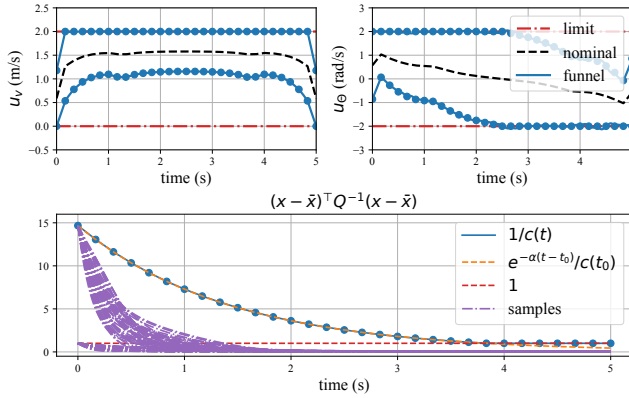 2.5
2.0
1.5
1.0
0.5
0.0
−0.5
0 1 2 3 4 5
time (s)
u_v (m/s)
3
2
1
0
−1
−2
−3
0 1 2 3 4
time (s)
u_Θ (rad/s)
limit
nominal
funnel
(x − x̄)⊤Q⁻¹(x − x̄)
15
10
5
0
0 1 2 3 4 5
time (s)
1/c(t)
e^{−α(t − t₀)}/c(t₀)
1
samples